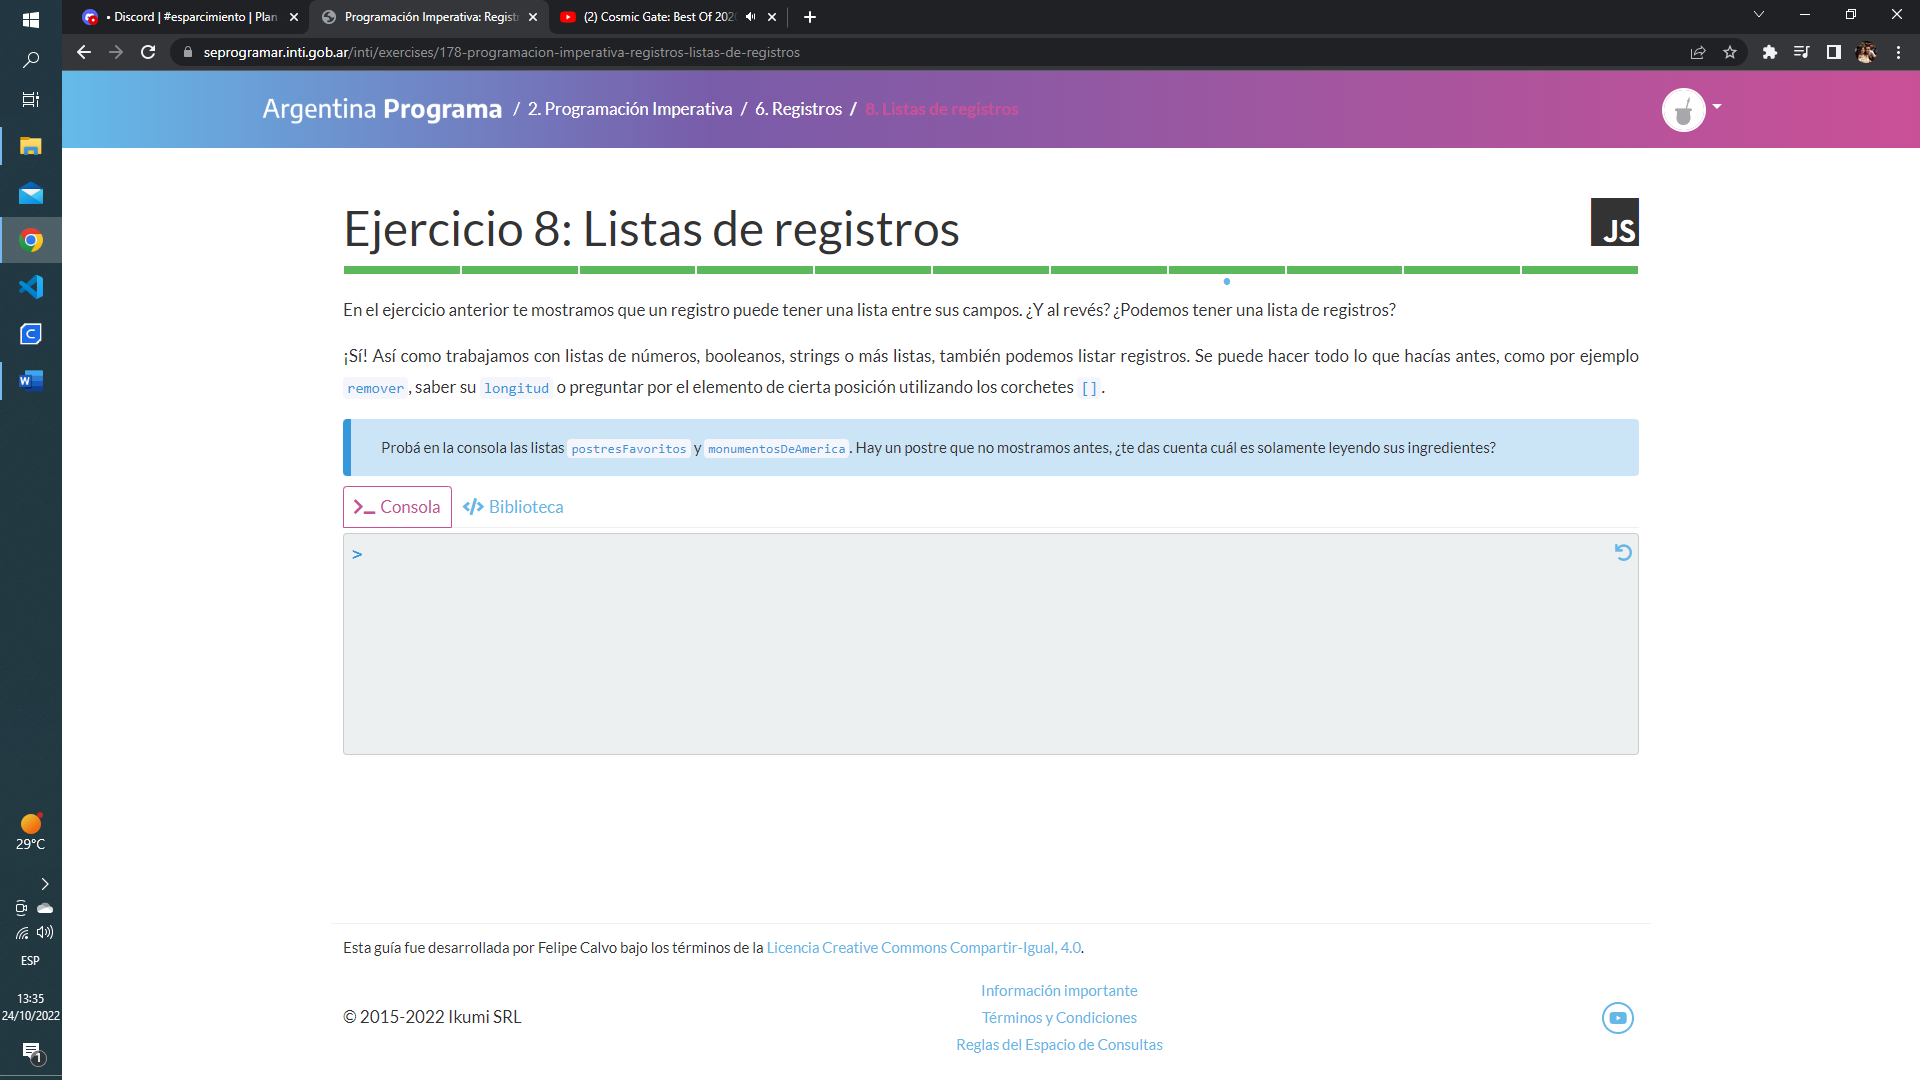 • Discord | #esparcimiento | Plan
Programación Imperativa: Regist
(2) Cosmic Gate: Best Of 202
seprogramar.inti.gob.ar/inti/exercises/178-programacion-imperativa-registros-listas-de-registros
Argentina Programa / 2. Programación Imperativa / 6. Registros / 8. Listas de registros
Ejercicio 8: Listas de registros
JS
En el ejercicio anterior te mostramos que un registro puede tener una lista entre sus campos. ¿Y al revés? ¿Podemos tener una lista de registros?
¡Sí! Así como trabajamos con listas de números, booleanos, strings o más listas, también podemos listar registros. Se puede hacer todo lo que hacías antes, como por ejemplo
remover, saber su longitud o preguntar por el elemento de cierta posición utilizando los corchetes [].
Probá en la consola las listas postresFavoritos y monumentosDeAmerica. Hay un postre que no mostramos antes, ¿te das cuenta cuál es solamente leyendo sus ingredientes?
>_ Consola
</> Biblioteca
>
Esta guía fue desarrollada por Felipe Calvo bajo los términos de la Licencia Creative Commons Compartir-Igual, 4.0.
Información importante
© 2015-2022 Ikumi SRL
Términos y Condiciones
Reglas del Espacio de Consultas
29°C
ESP
13:35
24/10/2022
1